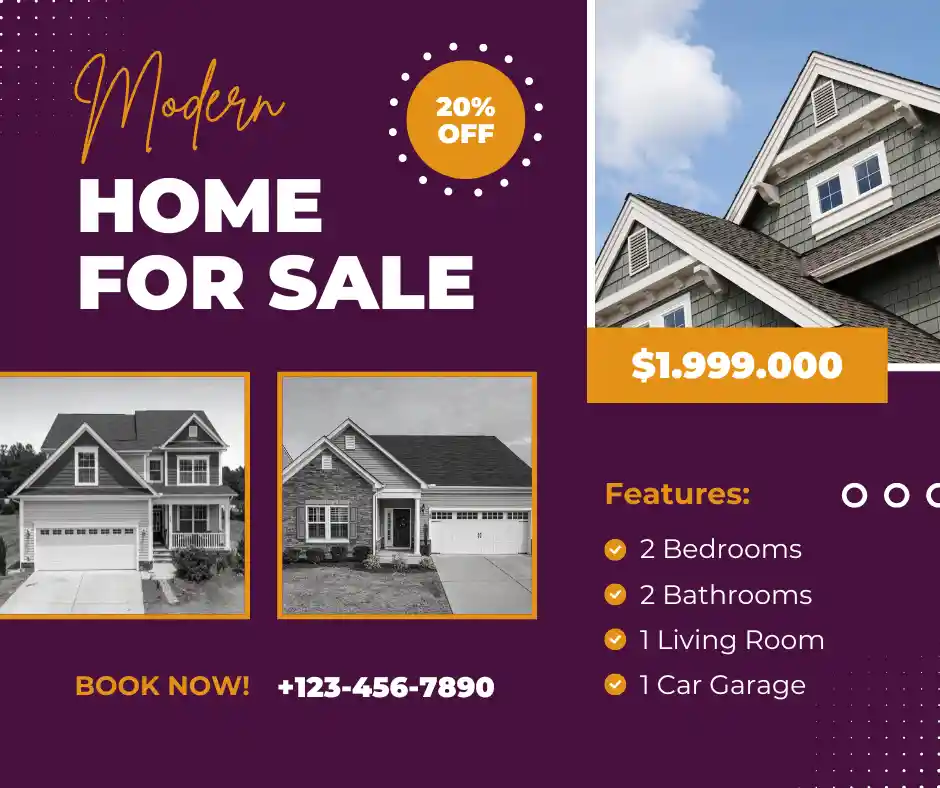 Modern
HOME
FOR SALE
20%
OFF
$1.999.000
Features:
2 Bedrooms
2 Bathrooms
1 Living Room
1 Car Garage
BOOK NOW!
+123-456-7890